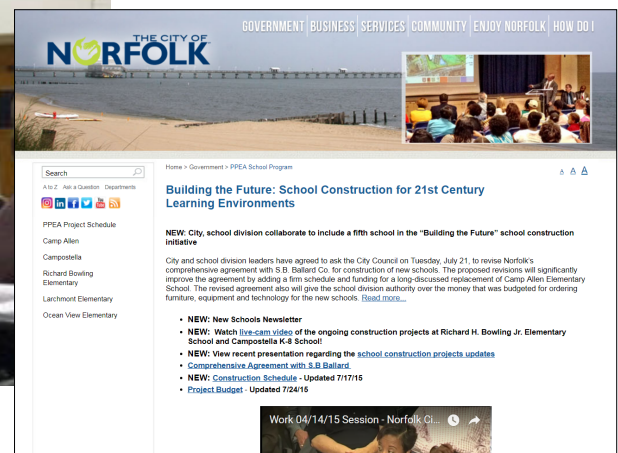 GOVERNMENT BUSINESS SERVICES COMMUNITY ENJOY NORFOLK HOW DO I
THE CITY OF
NORFOLK
Search
A to Z Ask a Question Departments
PPEA Project Schedule
Camp Allen
Campostella
Richard Bowling
Elementary
Larchmont Elementary
Ocean View Elementary
Home > Government > PPEA School Program
A A A
Building the Future: School Construction for 21st Century
Learning Environments
NEW: City, school division collaborate to include a fifth school in the “Building the Future” school construction
initiative
City and school division leaders have agreed to ask the City Council on Tuesday, July 21, to revise Norfolk's
comprehensive agreement with S.B. Ballard Co. for construction of new schools. The proposed revisions will significantly
improve the agreement by adding a firm schedule and funding for a long-discussed replacement of Camp Allen Elementary
School. The revised agreement also will give the school division authority over the money that was budgeted for ordering
furniture, equipment and technology for the new schools. Read more...
• NEW: New Schools Newsletter
• NEW: Watch live-cam video of the ongoing construction projects at Richard H. Bowling Jr. Elementary
School and Campostella K-8 School!
• NEW: View recent presentation regarding the school construction projects updates
• Comprehensive Agreement with S.B Ballard
• NEW: Construction Schedule - Updated 7/17/15
• Project Budget - Updated 7/24/15
Work 04/14/15 Session - Norfolk Ci...